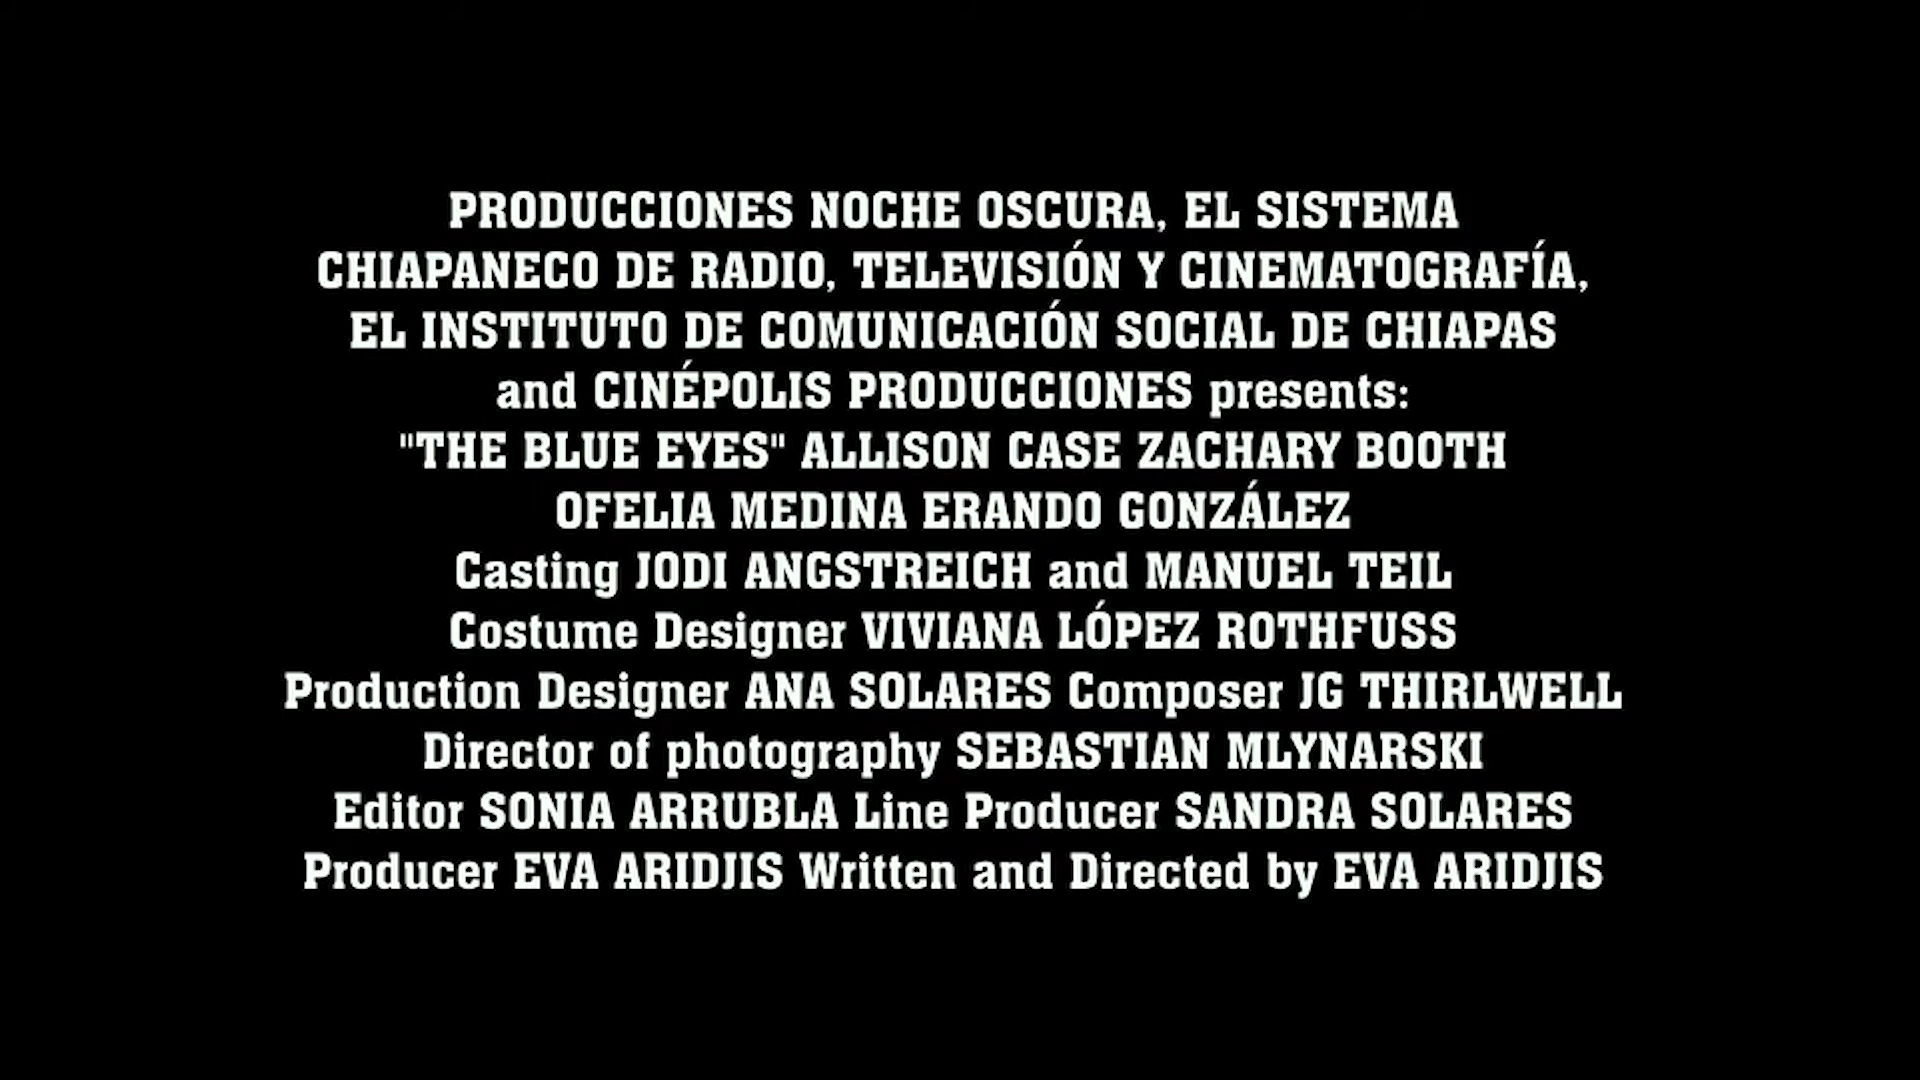 PRODUCCIONES NOCHE OSCURA, EL SISTEMA
CHIAPANECO DE RADIO, TELEVISIÓN Y CINEMATOGRAFÍA,
EL INSTITUTO DE COMUNICACIÓN SOCIAL DE CHIAPAS
and CINÉPOLIS PRODUCCIONES presents:
"THE BLUE EYES" ALLISON CASE ZACHARY BOOTH
OFELIA MEDINA ERANDO GONZÁLEZ
Casting JODI ANGSTREICH and MANUEL TEIL
Costume Designer VIVIANA LÓPEZ ROTHFUSS
Production Designer ANA SOLARES Composer JG THIRLWELL
Director of photography SEBASTIAN MLYNARSKI
Editor SONIA ARRUBLA Line Producer SANDRA SOLARES
Producer EVA ARIDJIS Written and Directed by EVA ARIDJIS